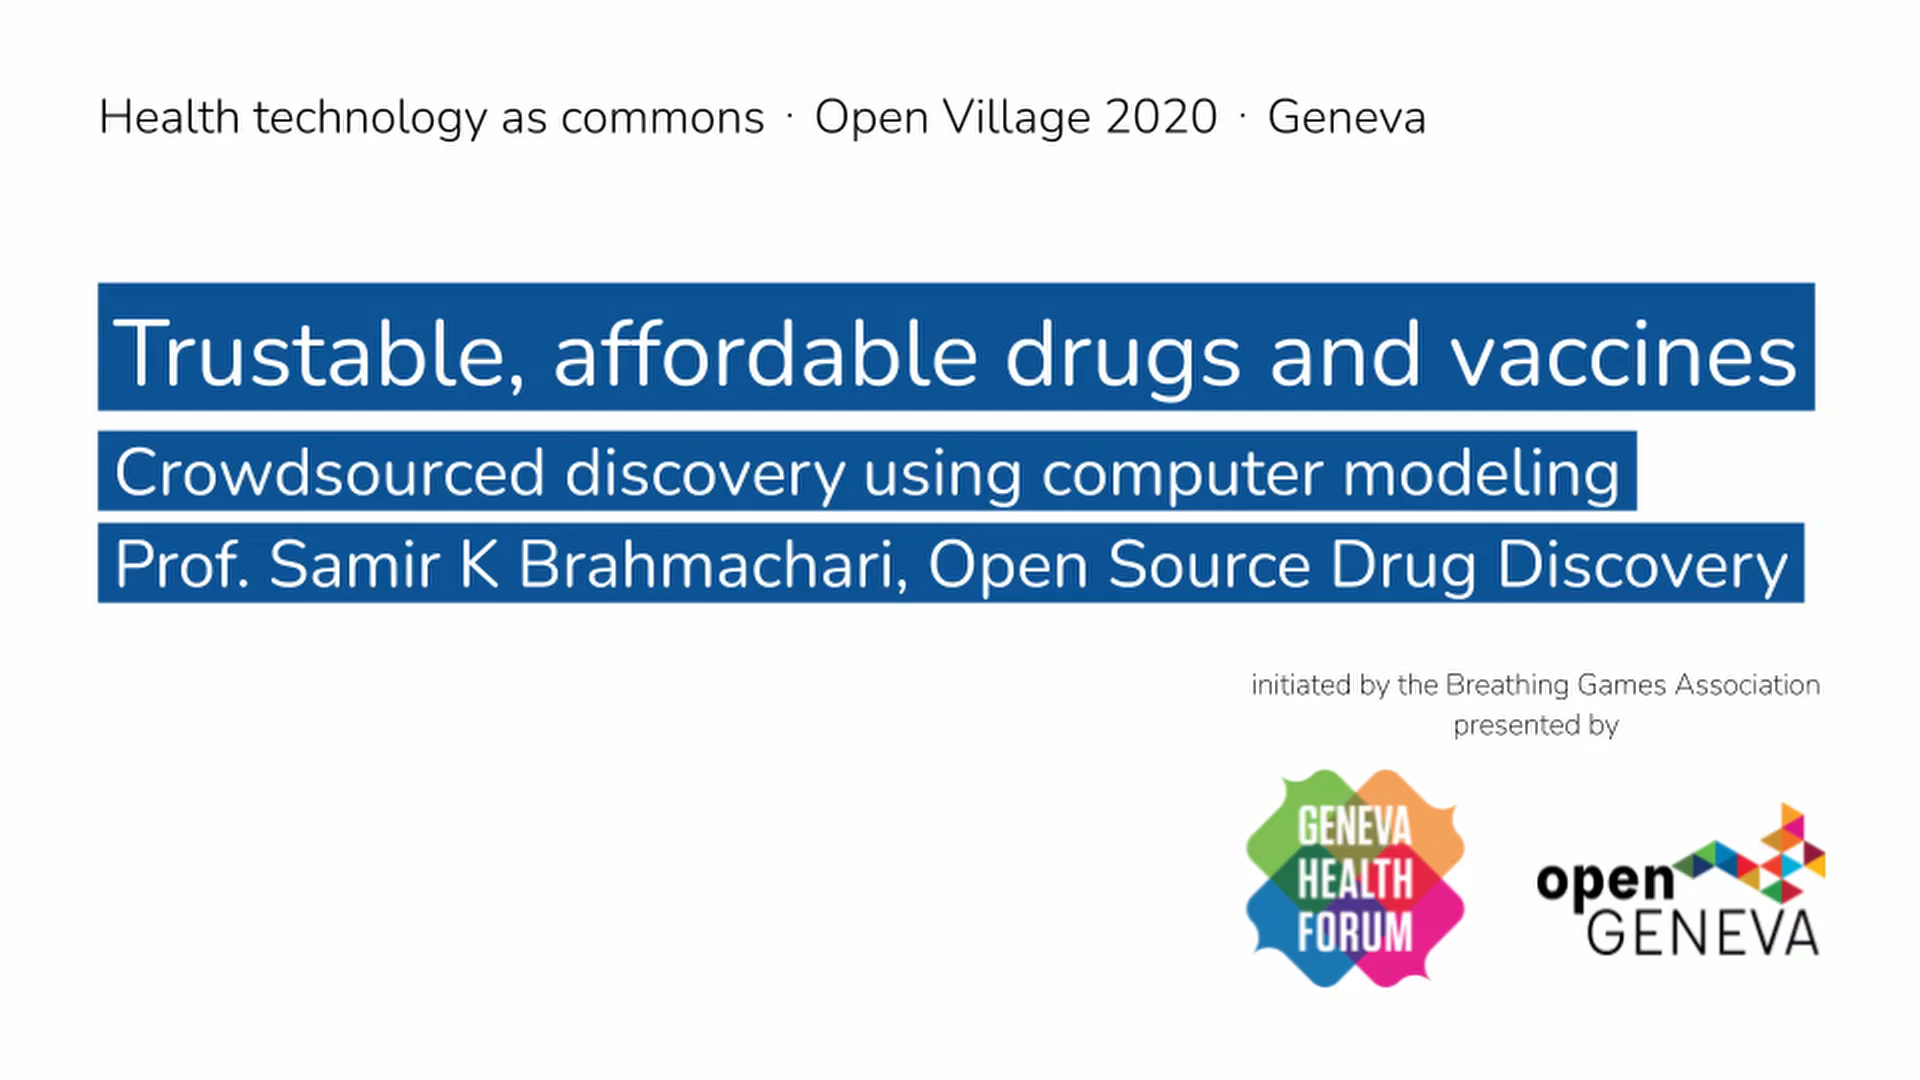 Health technology as commons · Open Village 2020 · Geneva
Trustable, affordable drugs and vaccines
Crowdsourced discovery using computer modeling
Prof. Samir K Brahmachari, Open Source Drug Discovery
initiated by the Breathing Games Association
presented by
GENEVA
HEALTH
FORUM
open
GENEVA